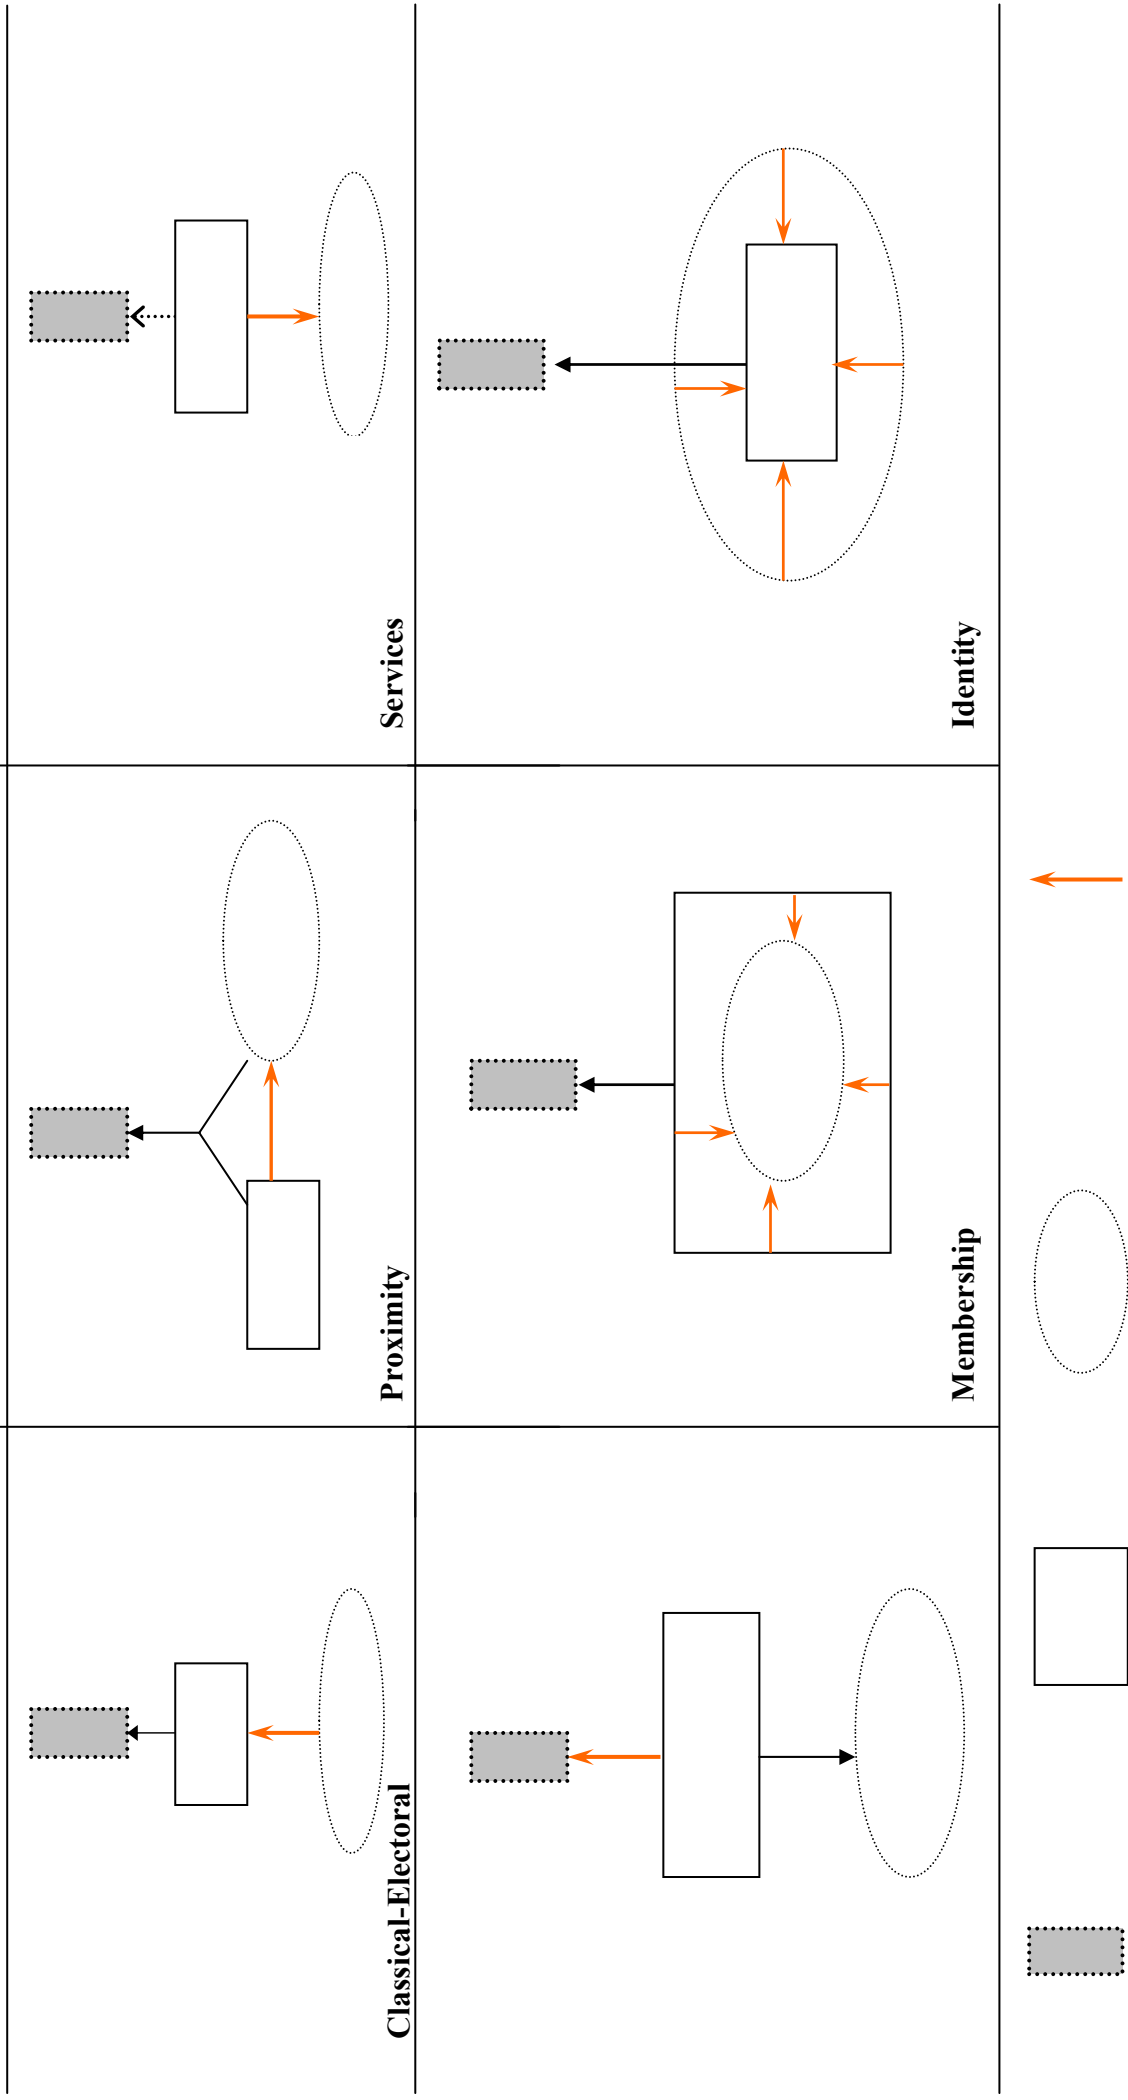 Classical-Electoral
Proximity
Services
Membership
Identity